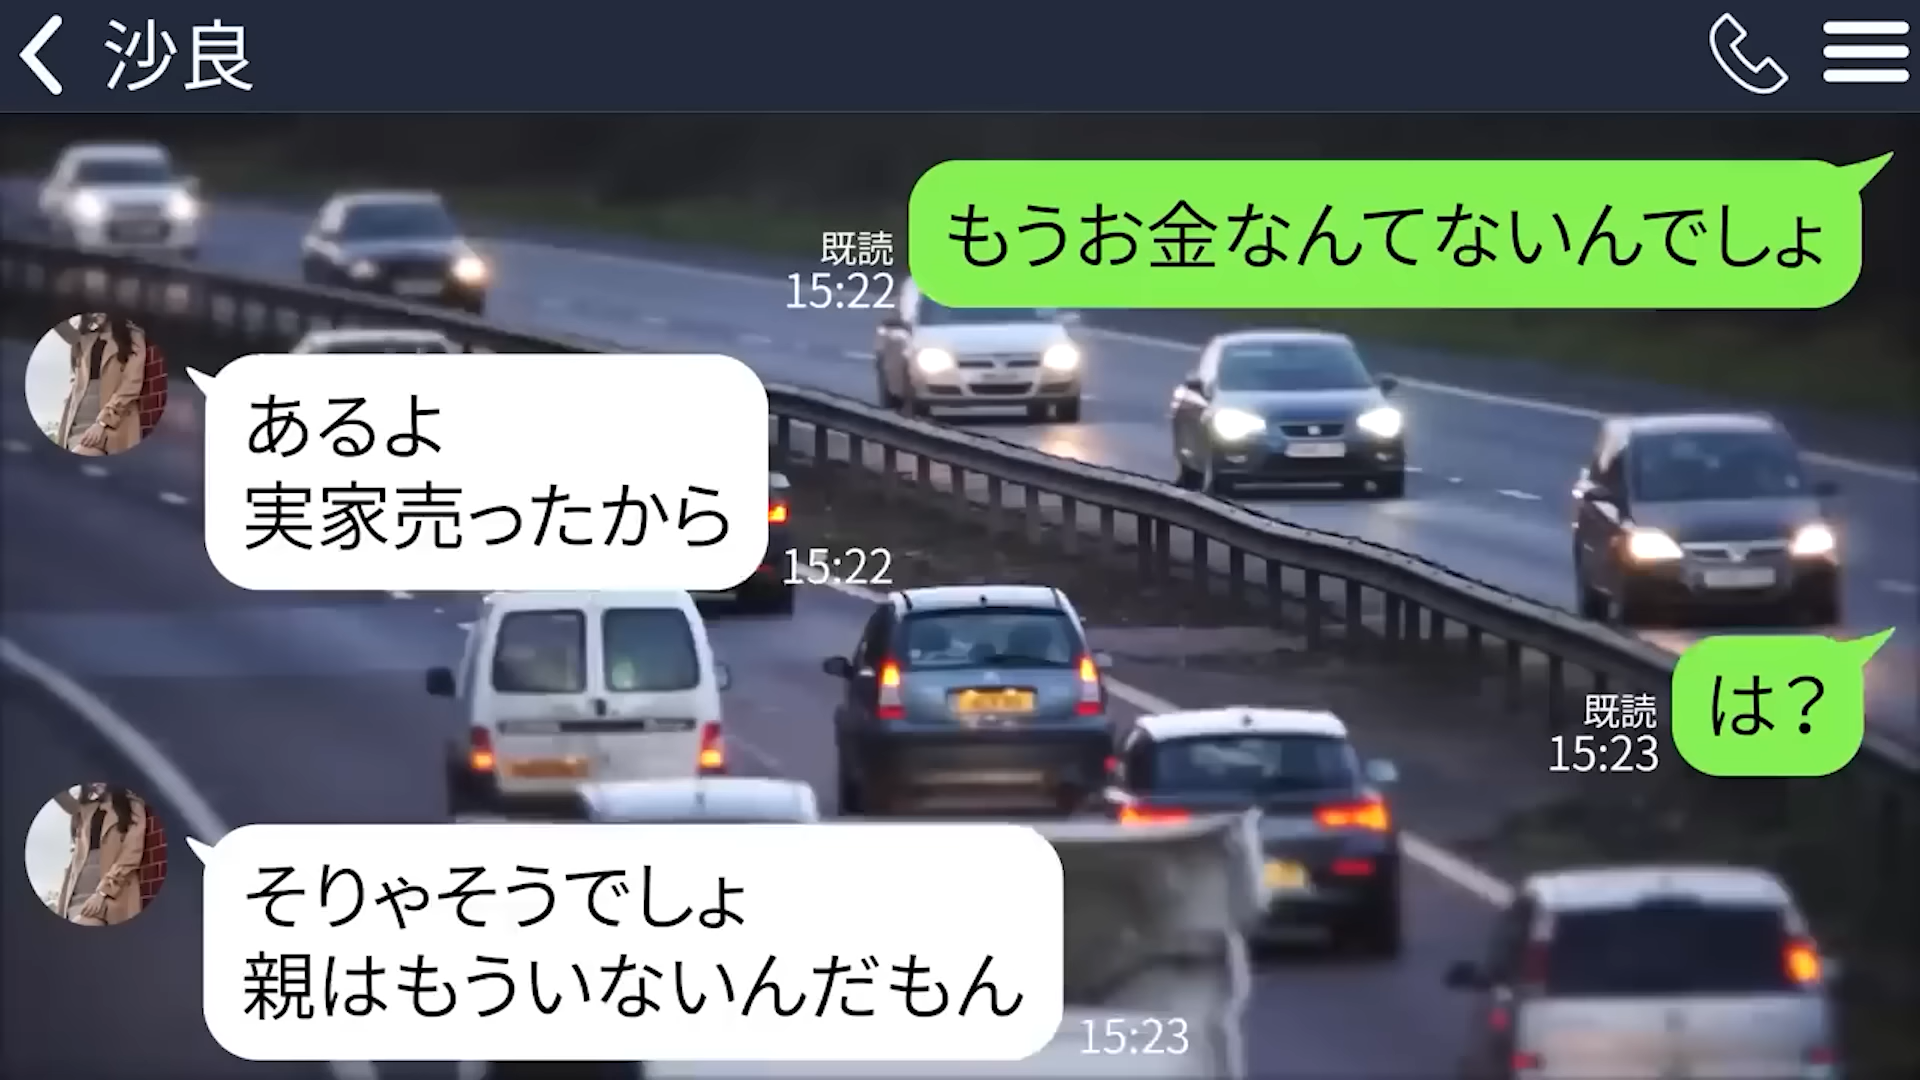 沙良
もうお金なんてないんでしょ
既読
15:22
あるよ
実家売ったから
15:22
は？
既読
15:23
そりゃそうでしょ
親はもういないんだもん
15:23